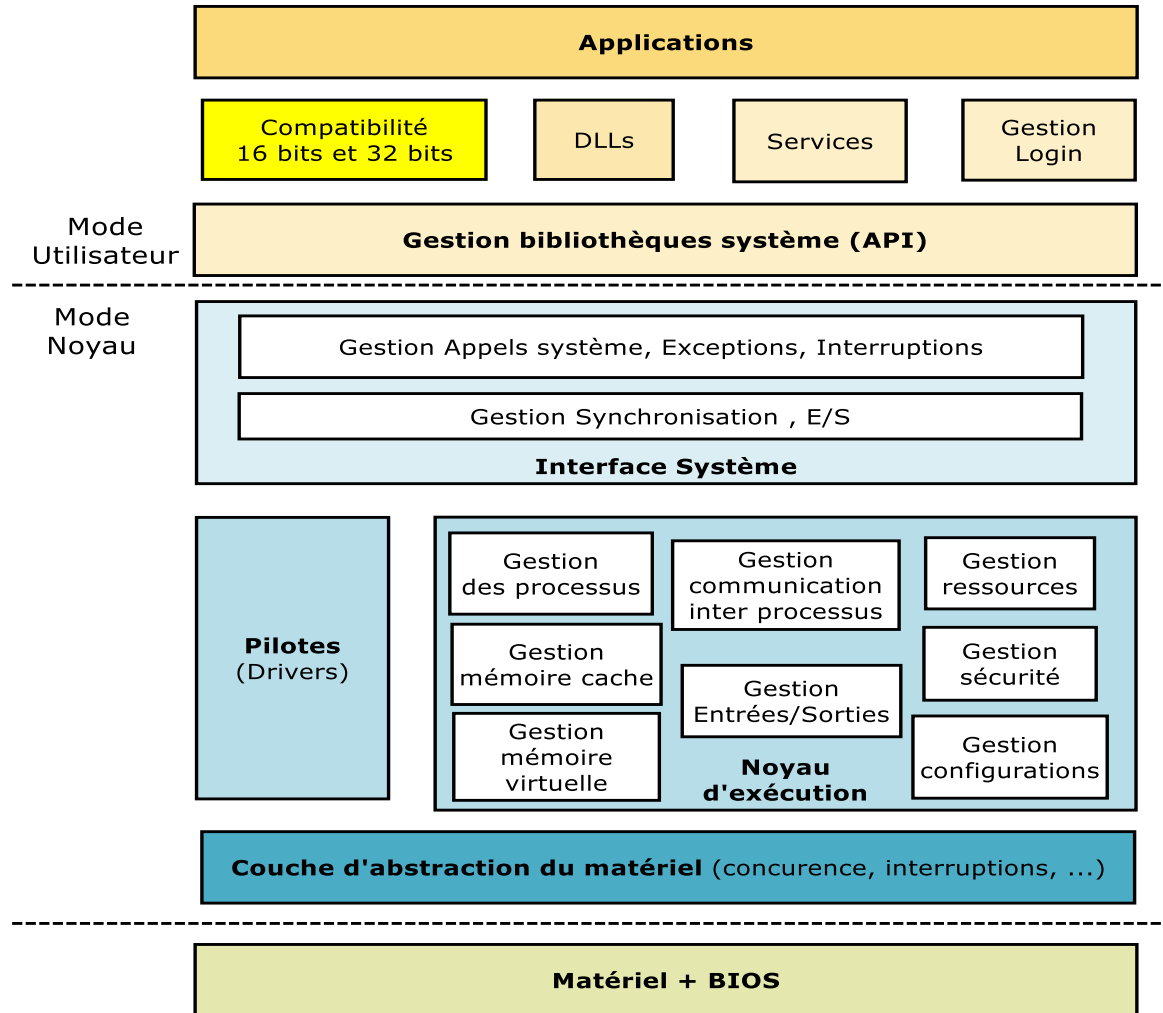 Applications
Compatibilité
16 bits et 32 bits
DLLs
Services
Gestion
Login
Mode
Utilisateur
Gestion bibliothèques système (API)
Mode
Noyau
Gestion Appels système, Exceptions, Interruptions
Gestion Synchronisation , E/S
Interface Système
Pilotes
(Drivers)
Gestion
des processus
Gestion
communication
inter processus
Gestion
ressources
Gestion
mémoire cache
Gestion
Entrées/Sorties
Gestion
sécurité
Gestion
mémoire
virtuelle
Noyau
d'exécution
Gestion
configurations
Couche d'abstraction du matériel (concurence, interruptions, ...)
Matériel + BIOS